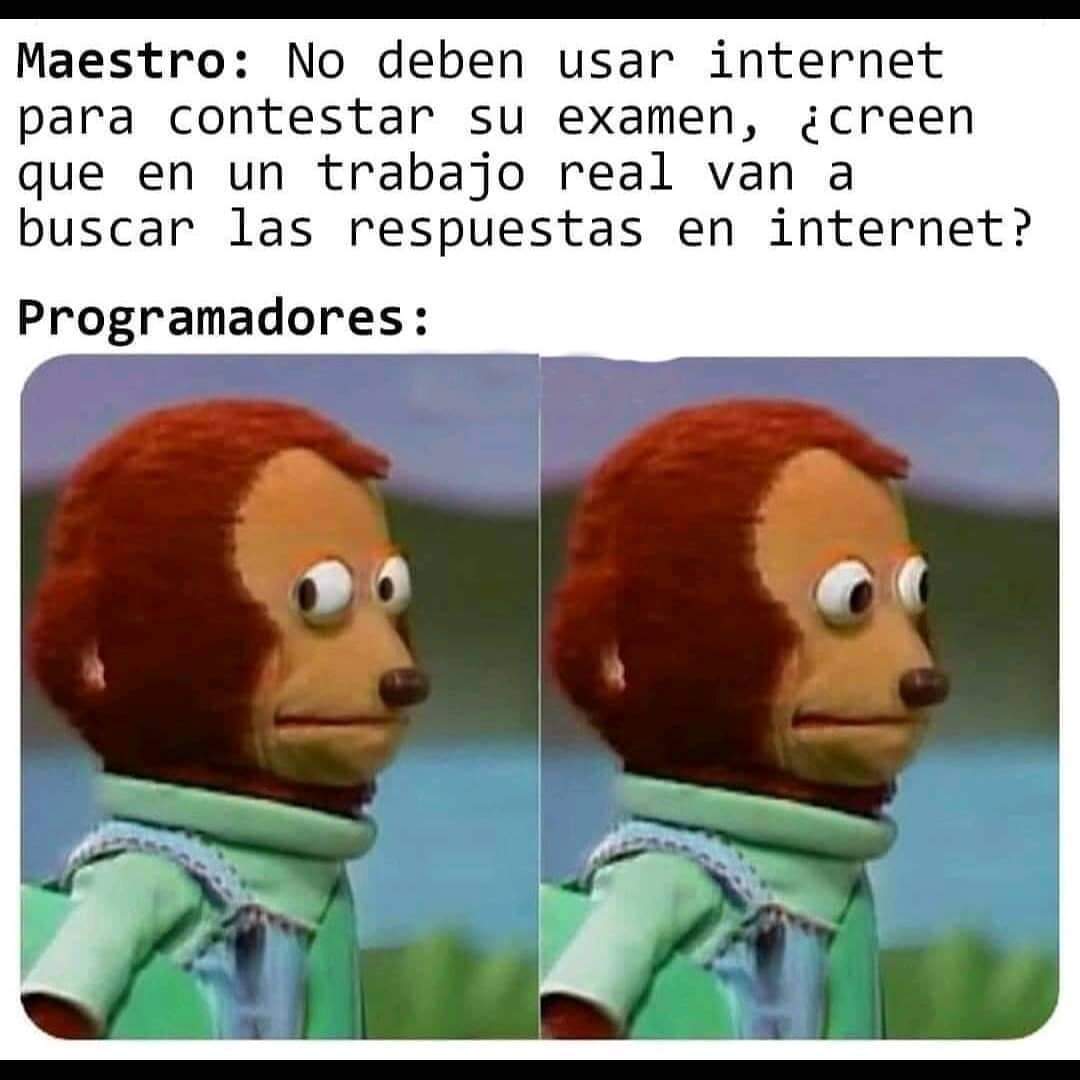 Maestro: No deben usar internet
para contestar su examen, ¿creen
que en un trabajo real van a
buscar las respuestas en internet?
Programadores: